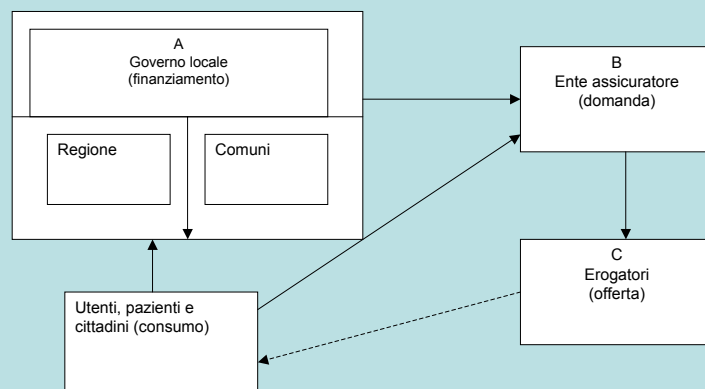 A
Governo locale
(finanziamento)
Regione
Comuni
B
Ente assicuratore
(domanda)
C
Erogatori
(offerta)
Utenti, pazienti e
cittadini (consumo)